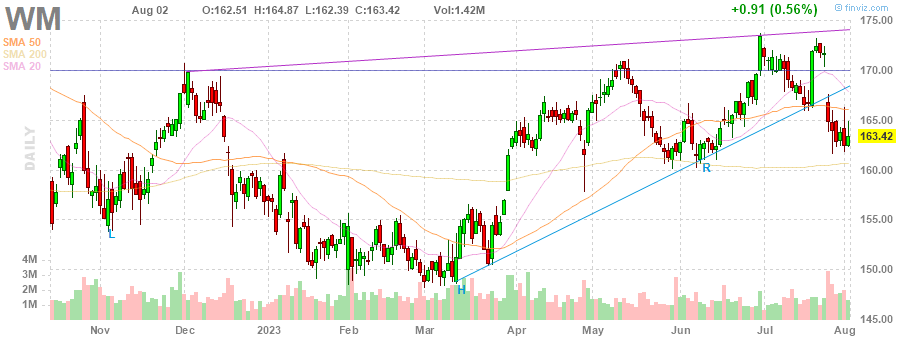 WM Aug 02 O:162.51 H:164.87 L:162.39 C:163.42 Vol:1.42M +0.91 (0.56%) © finviz.com
SMA 50
SMA 200
SMA 20
DAILY
175.00
170.00
165.00
163.42
160.00
155.00
150.00
145.00
L
H
R
4M
3M
2M
1M
Nov Dec 2023 Feb Mar Apr May Jun Jul Aug